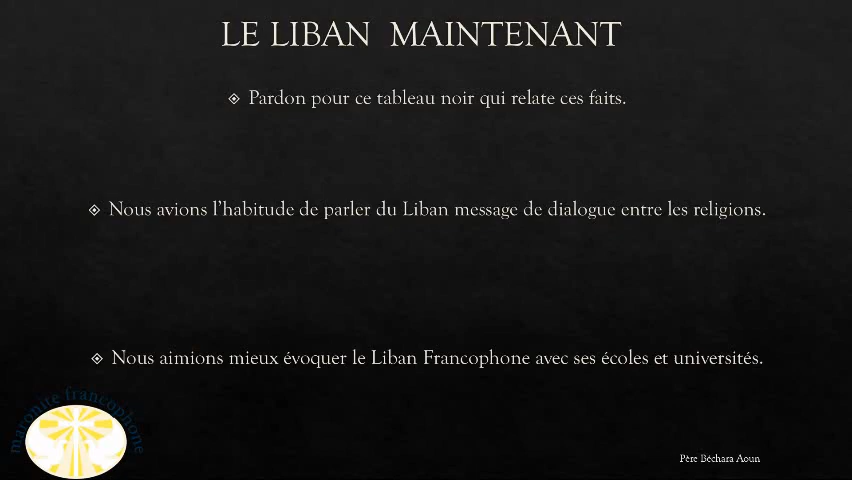 LE LIBAN MAINTENANT
Pardon pour ce tableau noir qui relate ces faits.
Nous avions l'habitude de parler du Liban message de dialogue entre les religions.
Nous aimions mieux évoquer le Liban Francophone avec ses écoles et universités.
maronite francophone
Père Béchara Aoun